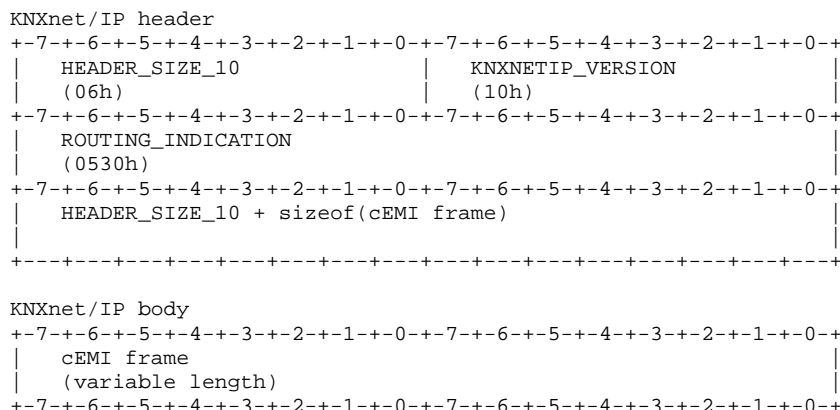 KNXnet/IP header
+-7-+-6-+-5-+-4-+-3-+-2-+-1-+-0-+-7-+-6-+-5-+-4-+-3-+-2-+-1-+-0-+
|   HEADER_SIZE_10              |   KNXNETIP_VERSION            |
|   (06h)                       |   (10h)                       |
+-7-+-6-+-5-+-4-+-3-+-2-+-1-+-0-+-7-+-6-+-5-+-4-+-3-+-2-+-1-+-0-+
|   ROUTING_INDICATION                                          |
|   (0530h)                                                     |
+-7-+-6-+-5-+-4-+-3-+-2-+-1-+-0-+-7-+-6-+-5-+-4-+-3-+-2-+-1-+-0-+
|   HEADER_SIZE_10 + sizeof(cEMI frame)                         |
|                                                               |
+---+---+---+---+---+---+---+---+---+---+---+---+---+---+---+---+
KNXnet/IP body
+-7-+-6-+-5-+-4-+-3-+-2-+-1-+-0-+-7-+-6-+-5-+-4-+-3-+-2-+-1-+-0-+
|   cEMI frame                                                  |
|   (variable length)                                           |
+-7-+-6-+-5-+-4-+-3-+-2-+-1-+-0-+-7-+-6-+-5-+-4-+-3-+-2-+-1-+-0-+